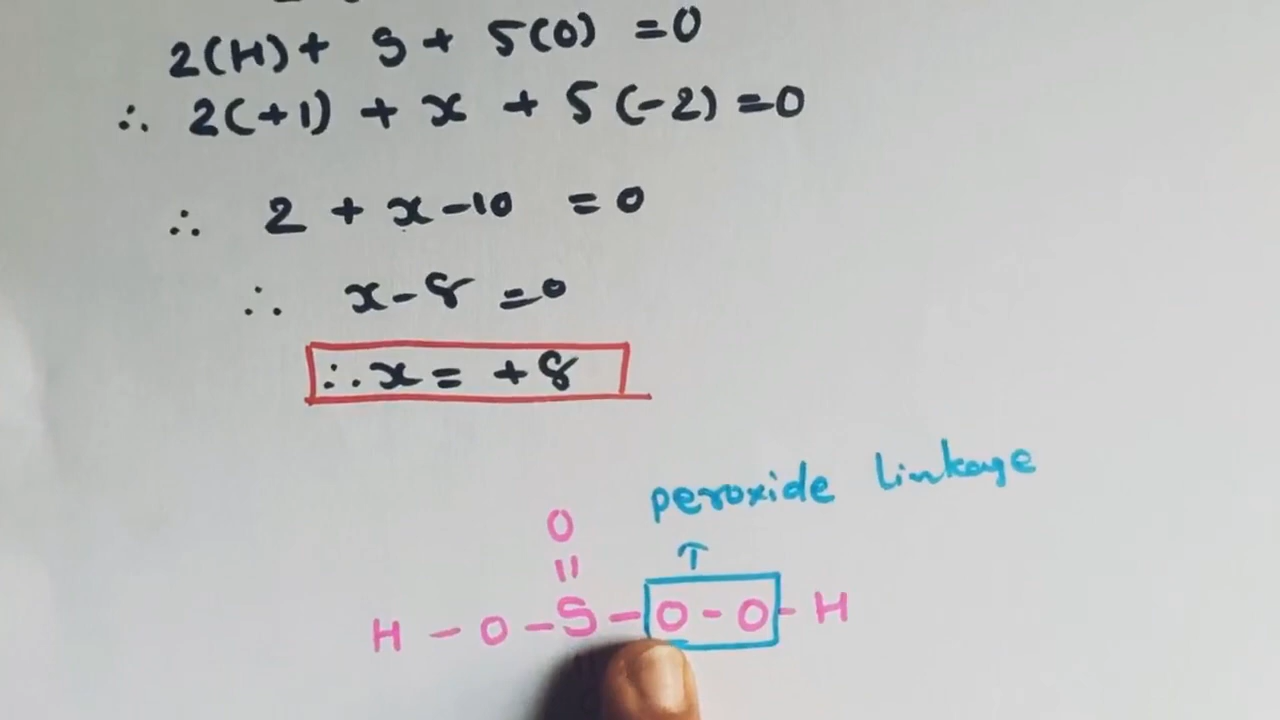 2(H)+ S + 5(O) =0
∴ 2(+1) + x + 5(-2)=0
∴ 2 + x-10 = 0
∴ x-8 =0
∴x= +8
peroxide linkage
↑
O
||
H - O - S - O - O - H